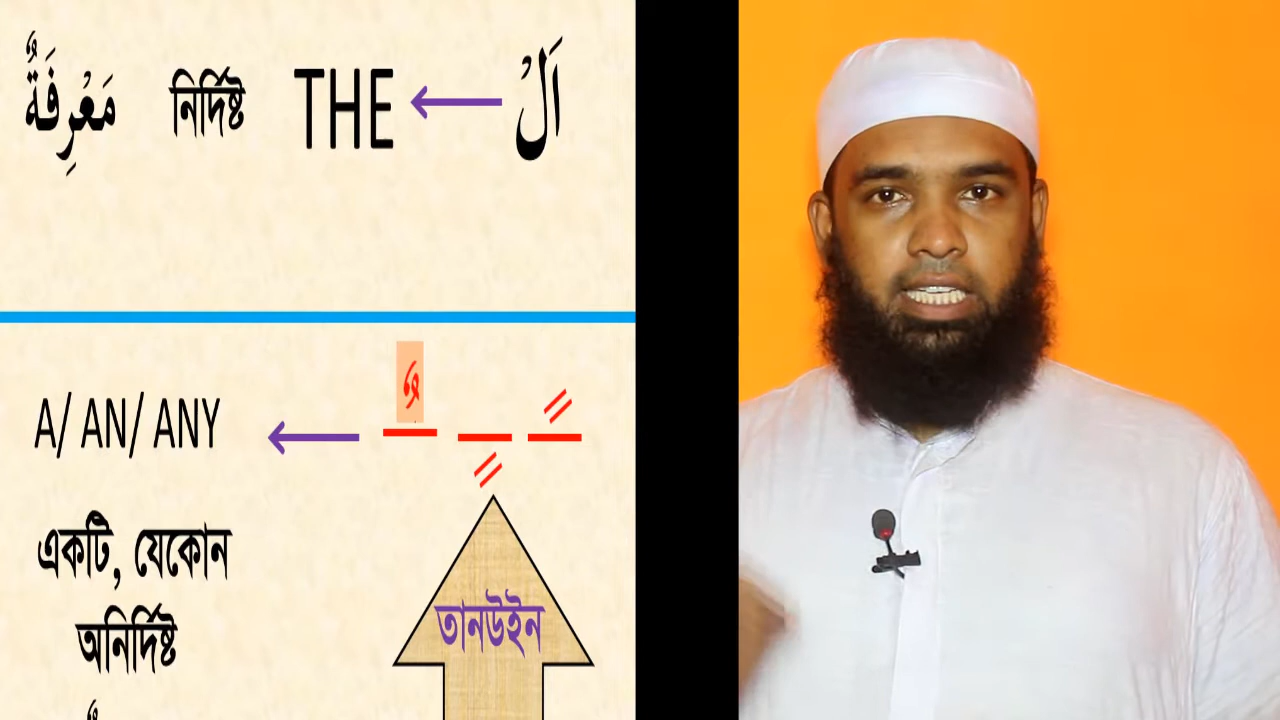 مَعْرِفَةٌ নির্দিষ্ট THE ← اَلْ
A/ AN/ ANY ←
একটি, যেকোন
অনির্দিষ্ট
তানউইন